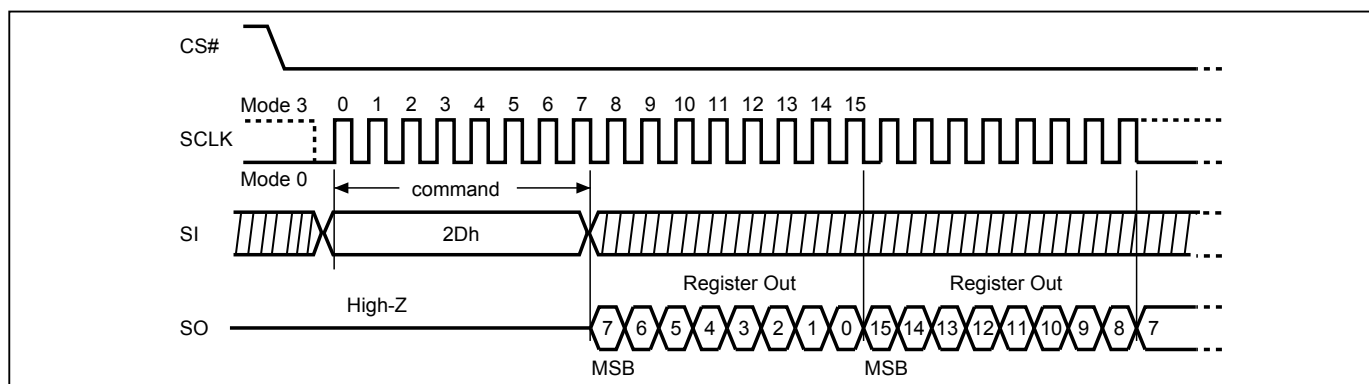 CS#
Mode 3 0 1 2 3 4 5 6 7 8 9 10 11 12 13 14 15
SCLK
Mode 0
command
SI 2Dh
Register Out Register Out
High-Z
SO 7 6 5 4 3 2 1 0 15 14 13 12 11 10 9 8 7
MSB MSB